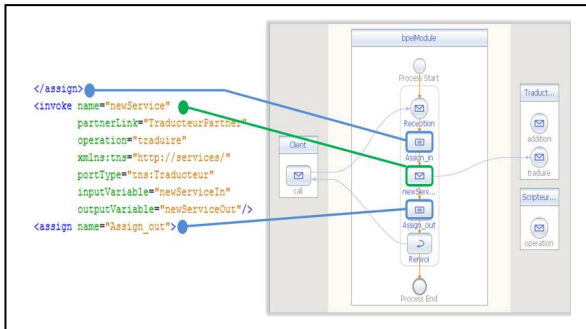 </assign>
<invoke name="newService"
partnerLink="TraducteurPartner"
operation="traduire"
xmlns:tns="http://services/"
portType="tns:Traducteur"
inputVariable="newServiceIn"
outputVariable="newServiceOut"/>
<assign name="Assign_out">
bpelModule
Process Start
Reception
Assign_in
newServ...
Assign_out
Renvoi
Process End
Client
call
Traduct...
addition
traduire
Scripteur...
operation